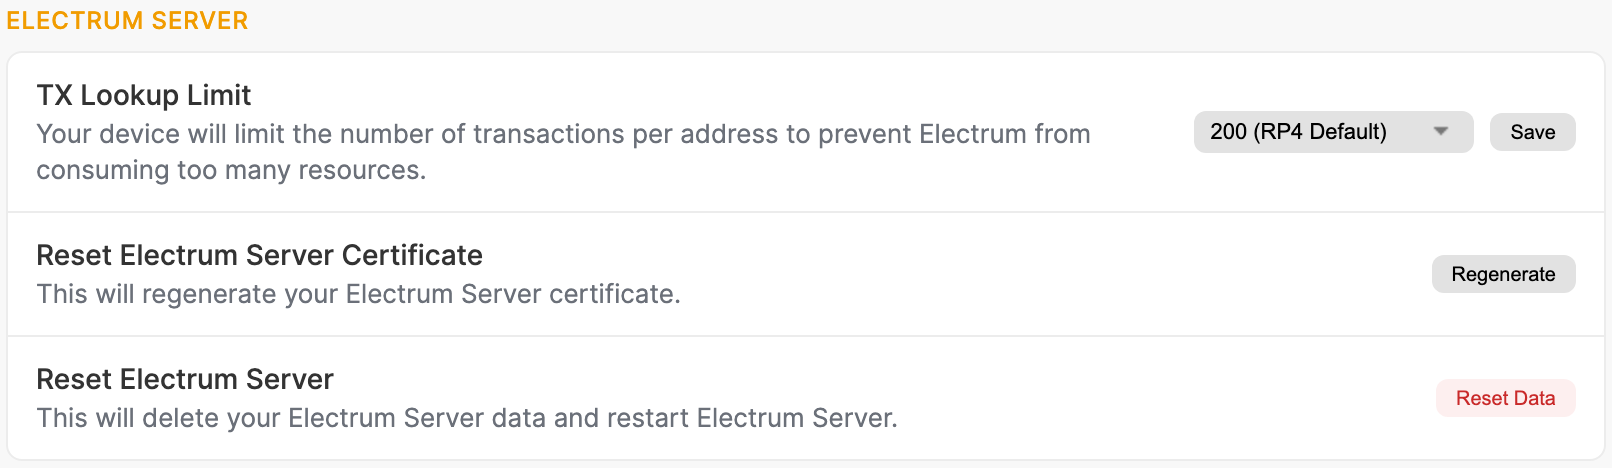 ELECTRUM SERVER
TX Lookup Limit
Your device will limit the number of transactions per address to prevent Electrum from
consuming too many resources.
200 (RP4 Default)
Save
Reset Electrum Server Certificate
This will regenerate your Electrum Server certificate.
Regenerate
Reset Electrum Server
This will delete your Electrum Server data and restart Electrum Server.
Reset Data